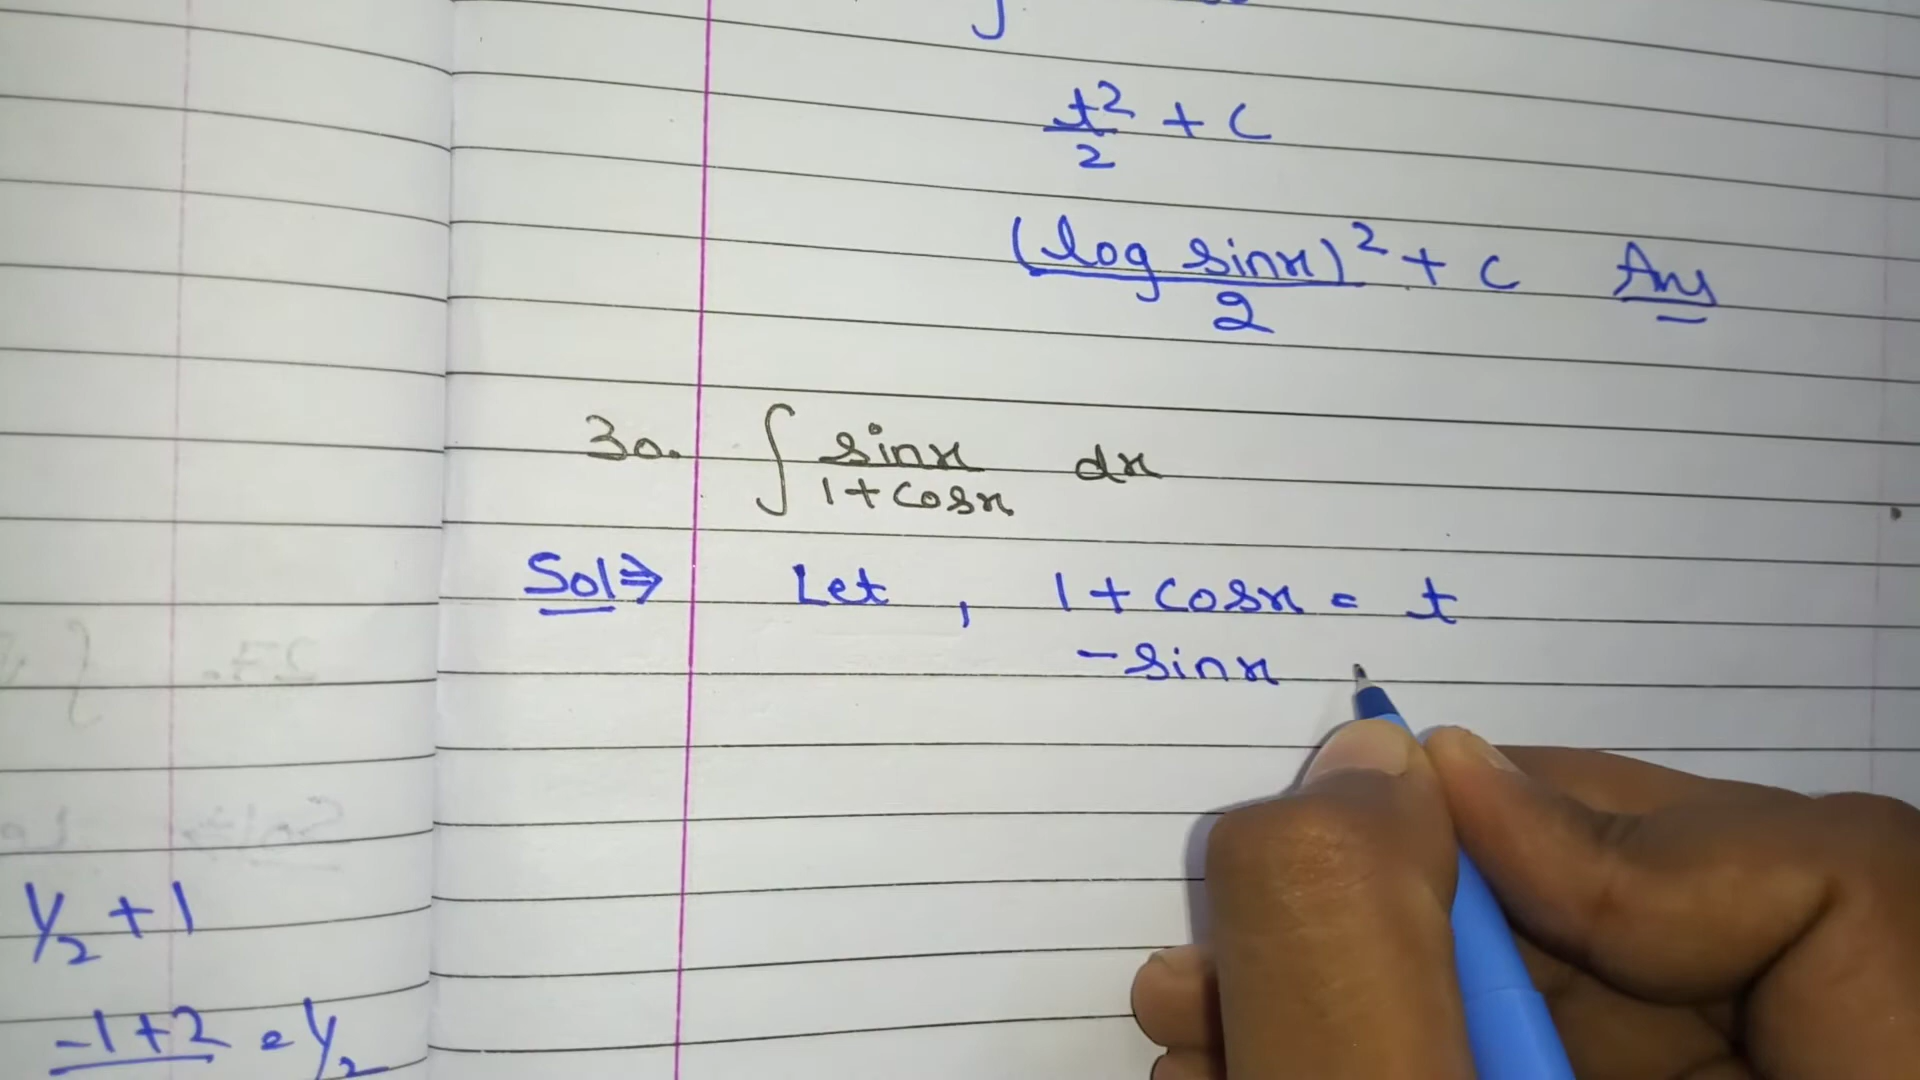 t²/2 + c
(log sinx)²/2 + c Ans
30. ∫ sinx/1+cosx dx
Sol⇒ Let , 1 + cosx = t
-sinx
1/2 + 1
-1+2 = 1/2